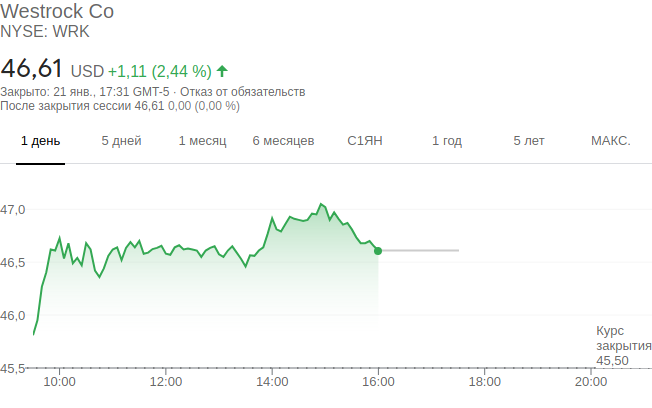 Westrock Co
NYSE: WRK
46,61 USD +1,11 (2,44 %)
Закрыто: 21 янв., 17:31 GMT-5 · Отказ от обязательств
После закрытия сессии 46,61 0,00 (0,00 %)
1 день 5 дней 1 месяц 6 месяцев С1ЯН 1 год 5 лет МАКС.
47,0
46,5
46,0
Курс
закрытия
45,50
45,5
10:00 12:00 14:00 16:00 18:00 20:00